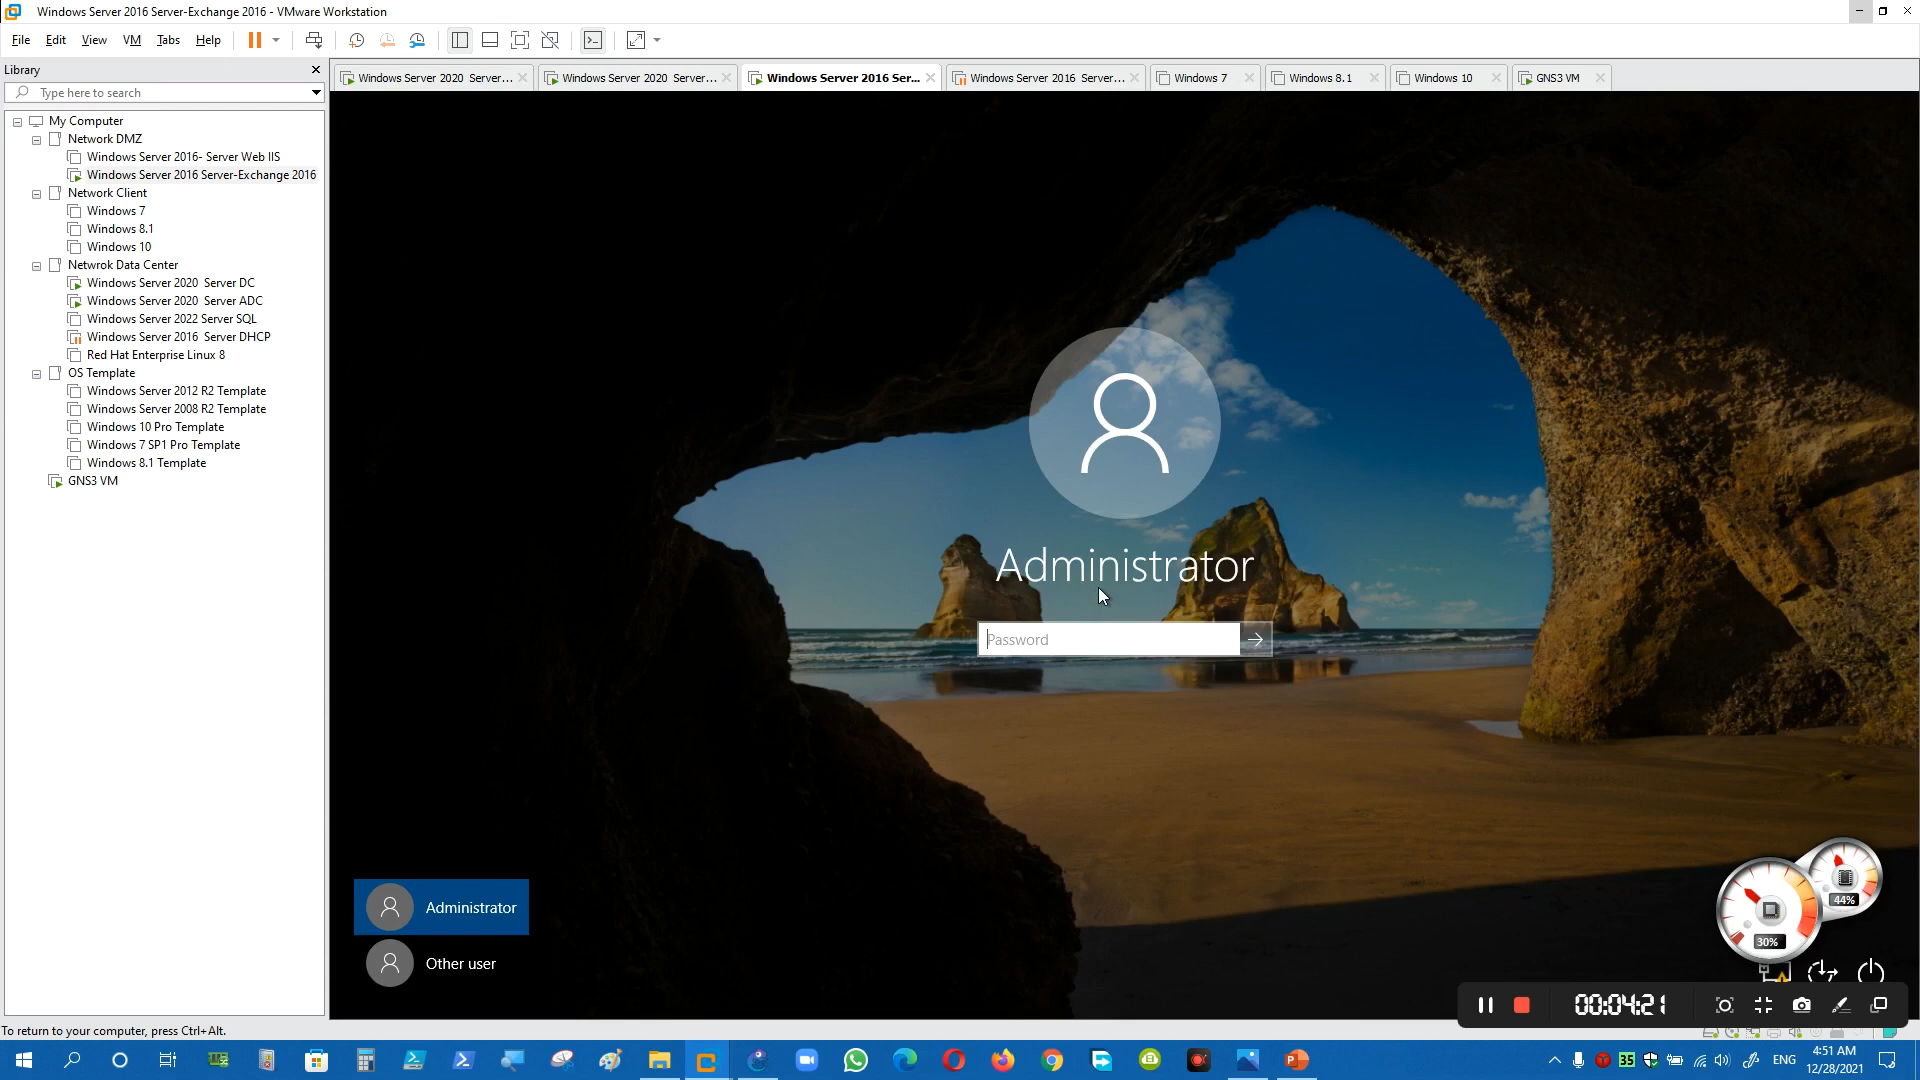 Windows Server 2016 Server-Exchange 2016 - VMware Workstation
File Edit View VM Tabs Help
Library
Type here to search
My Computer
Network DMZ
Windows Server 2016- Server Web IIS
Windows Server 2016 Server-Exchange 2016
Network Client
Windows 7
Windows 8.1
Windows 10
Netwrok Data Center
Windows Server 2020 Server DC
Windows Server 2020 Server ADC
Windows Server 2022 Server SQL
Windows Server 2016 Server DHCP
Red Hat Enterprise Linux 8
OS Template
Windows Server 2012 R2 Template
Windows Server 2008 R2 Template
Windows 10 Pro Template
Windows 7 SP1 Pro Template
Windows 8.1 Template
GNS3 VM
Windows Server 2020 Server... Windows Server 2020 Server... Windows Server 2016 Ser... Windows Server 2016 Server... Windows 7 Windows 8.1 Windows 10 GNS3 VM
Administrator
Password
Administrator
Other user
44%
30%
00:04:21
To return to your computer, press Ctrl+Alt.
35
ENG
4:51 AM
12/28/2021